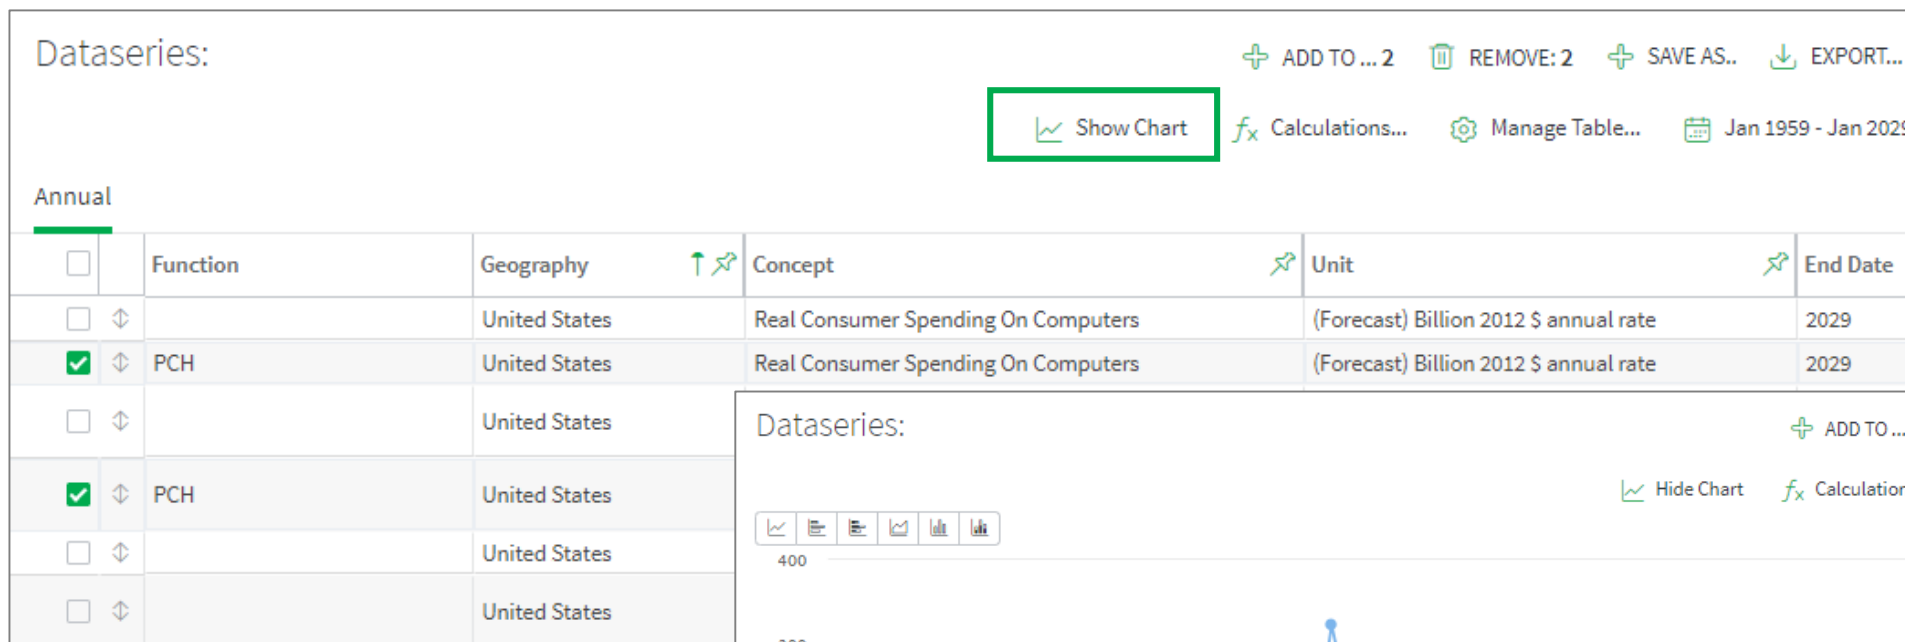 Dataseries:
ADD TO ... 2 REMOVE: 2 SAVE AS.. EXPORT...
Show Chart fx Calculations... Manage Table... Jan 1959 - Jan 2029
Annual
Function Geography Concept Unit End Date
United States Real Consumer Spending On Computers (Forecast) Billion 2012 $ annual rate 2029
PCH United States Real Consumer Spending On Computers (Forecast) Billion 2012 $ annual rate 2029
United States
PCH United States
United States
United States
Dataseries:
ADD TO ...
Hide Chart fx Calculation
400